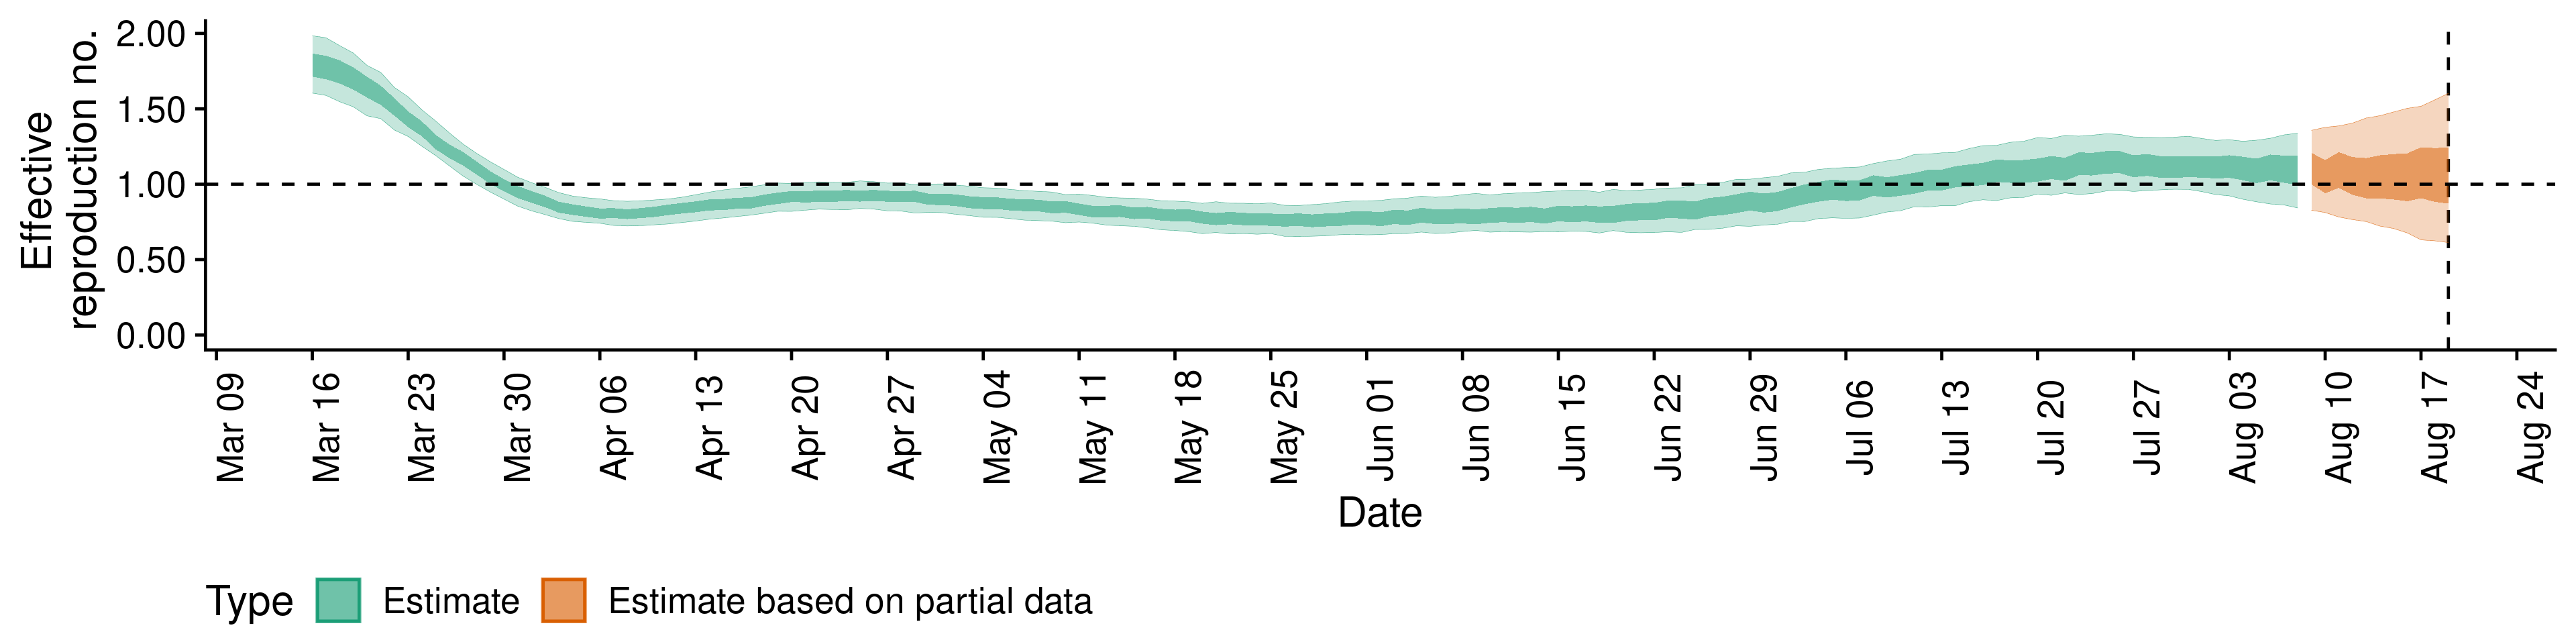 Effective
reproduction no.
2.00
1.50
1.00
0.50
0.00
Mar 09
Mar 16
Mar 23
Mar 30
Apr 06
Apr 13
Apr 20
Apr 27
May 04
May 11
May 18
May 25
Jun 01
Jun 08
Jun 15
Jun 22
Jun 29
Jul 06
Jul 13
Jul 20
Jul 27
Aug 03
Aug 10
Aug 17
Aug 24
Date
Type Estimate Estimate based on partial data